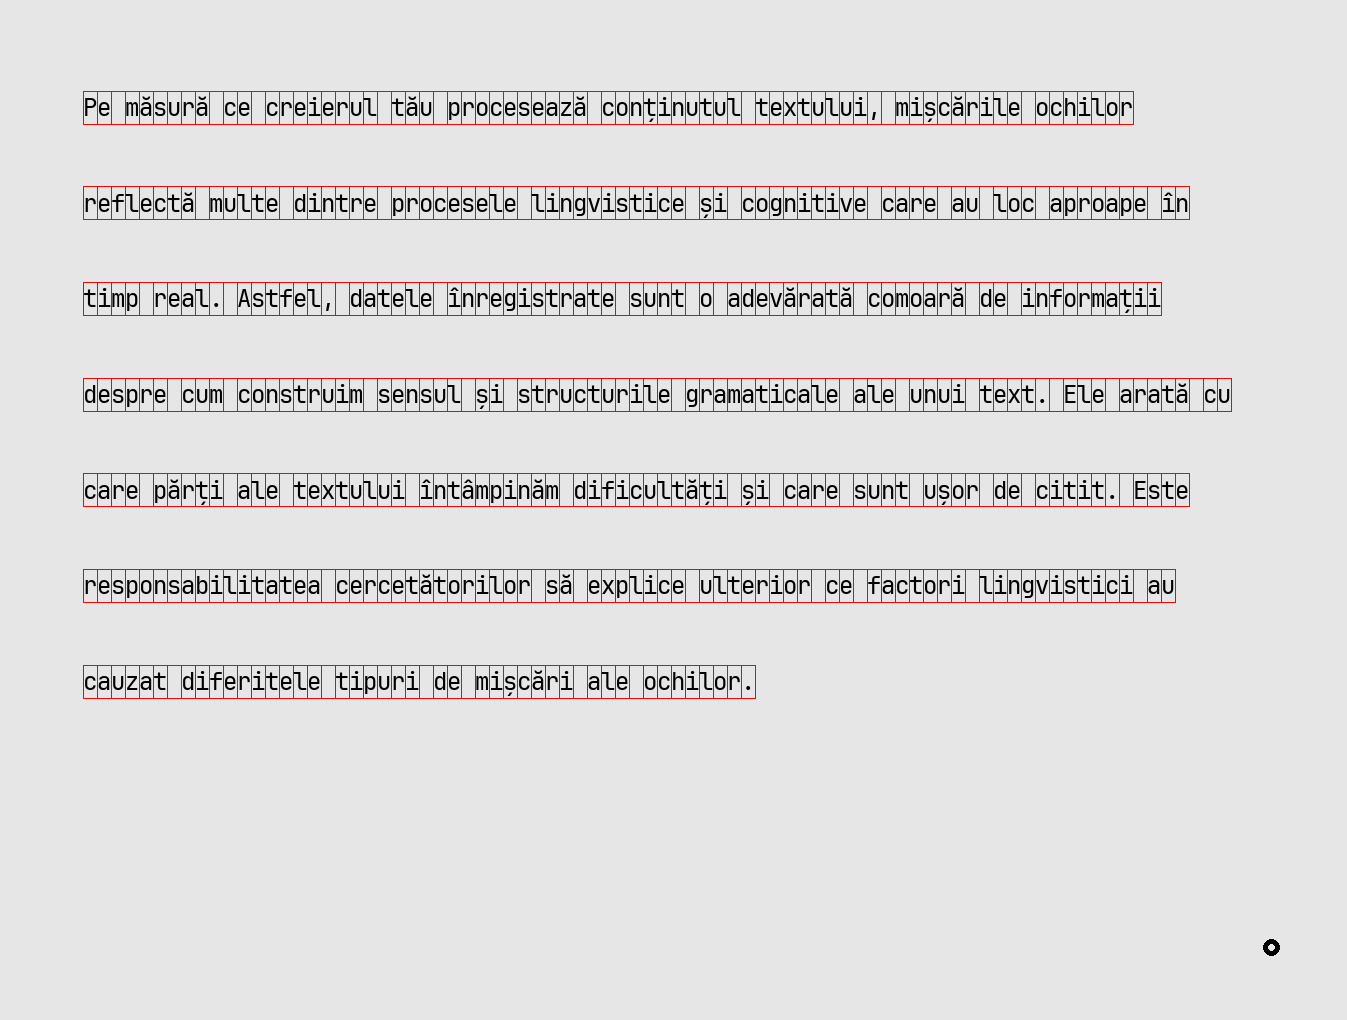 Pe măsură ce creierul tău procesează conținutul textului, mișcările ochilor
reflectă multe dintre procesele lingvistice și cognitive care au loc aproape în
timp real. Astfel, datele înregistrate sunt o adevărată comoară de informații
despre cum construim sensul și structurile gramaticale ale unui text. Ele arată cu
care părți ale textului întâmpinăm dificultăți și care sunt ușor de citit. Este
responsabilitatea cercetătorilor să explice ulterior ce factori lingvistici au
cauzat diferitele tipuri de mișcări ale ochilor.